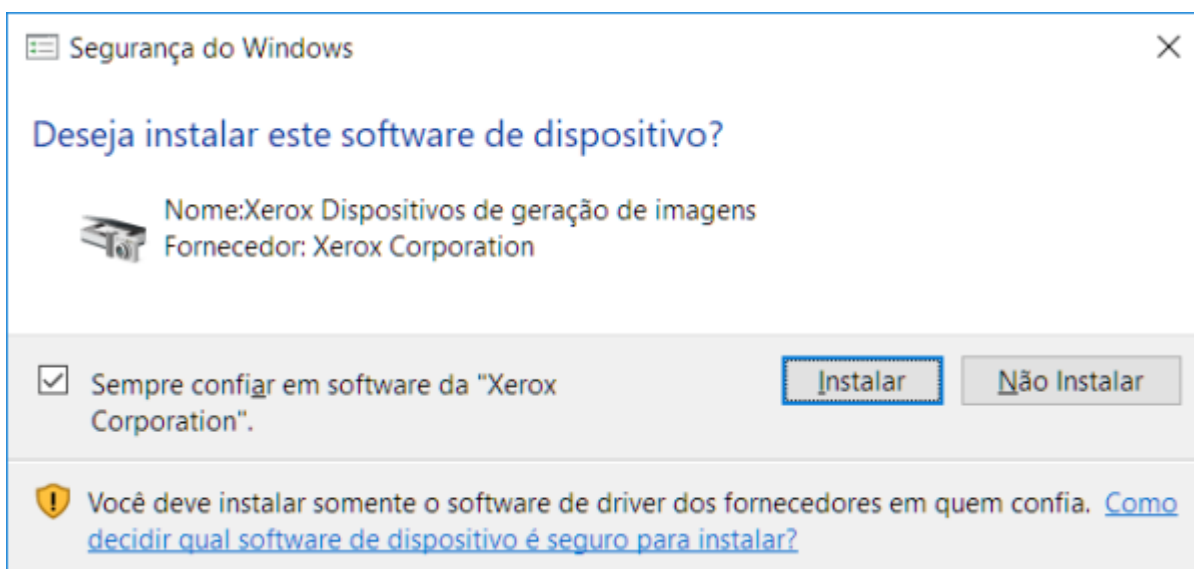 Segurança do Windows
Deseja instalar este software de dispositivo?
Nome:Xerox Dispositivos de geração de imagens
Fornecedor: Xerox Corporation
Sempre confiar em software da "Xerox
Corporation".
Instalar
Não Instalar
Você deve instalar somente o software de driver dos fornecedores em quem confia. Como
decidir qual software de dispositivo é seguro para instalar?